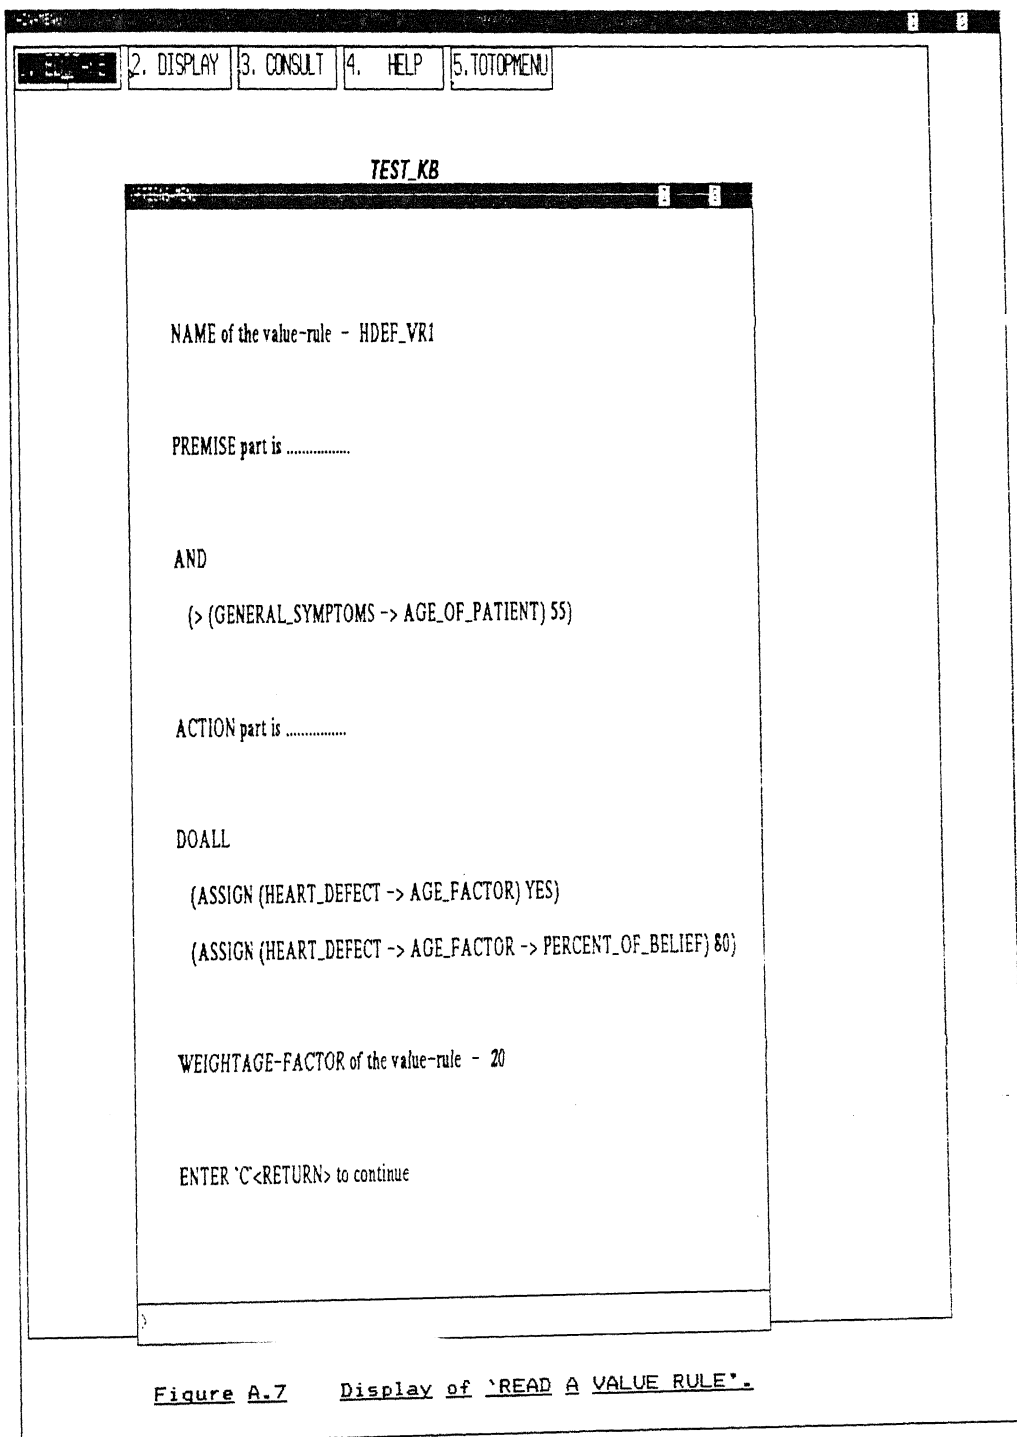 2. DISPLAY 3. CONSULT 4. HELP 5.TOTOPMENU
TEST_KB
NAME of the value-rule - HDEF_VR1
PREMISE part is ................
AND
(> (GENERAL_SYMPTOMS -> AGE_OF_PATIENT) 55)
ACTION part is ...............
DOALL
(ASSIGN (HEART_DEFECT -> AGE_FACTOR) YES)
(ASSIGN (HEART_DEFECT -> AGE_FACTOR -> PERCENT_OF_BELIEF) 80)
WEIGHTAGE-FACTOR of the value-rule - 20
ENTER `C'<RETURN> to continue
>
Figure A.7 Display of `READ A VALUE RULE'.